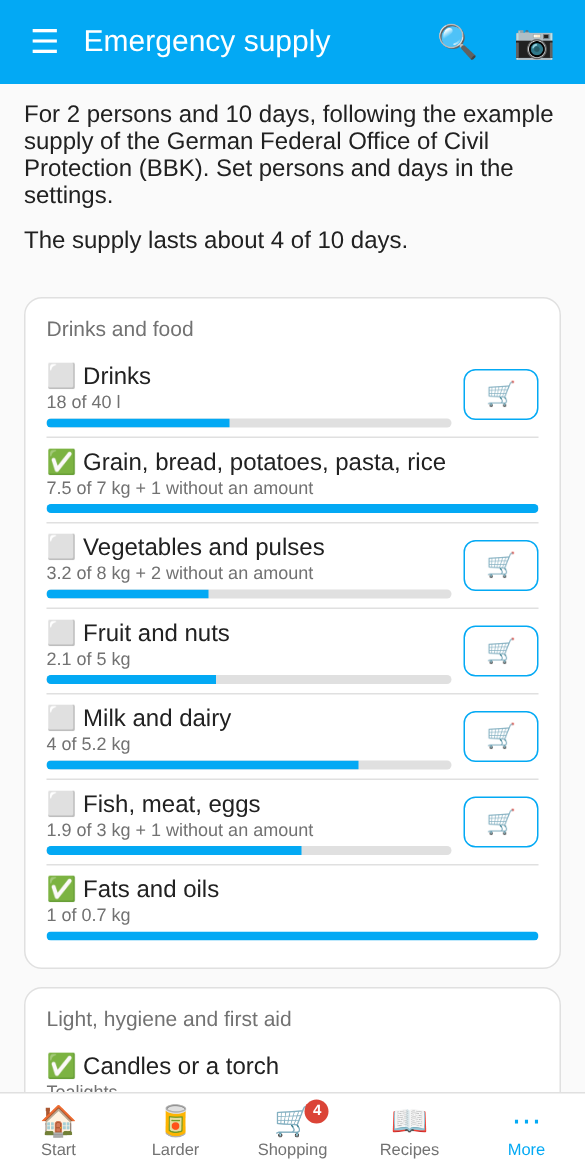 Emergency supply
For 2 persons and 10 days, following the example
supply of the German Federal Office of Civil
Protection (BBK). Set persons and days in the
settings.
The supply lasts about 4 of 10 days.
Drinks and food
Drinks
18 of 40 l
Grain, bread, potatoes, pasta, rice
7.5 of 7 kg + 1 without an amount
Vegetables and pulses
3.2 of 8 kg + 2 without an amount
Fruit and nuts
2.1 of 5 kg
Milk and dairy
4 of 5.2 kg
Fish, meat, eggs
1.9 of 3 kg + 1 without an amount
Fats and oils
1 of 0.7 kg
Light, hygiene and first aid
Candles or a torch
Tealights
4
Start Larder Shopping Recipes More